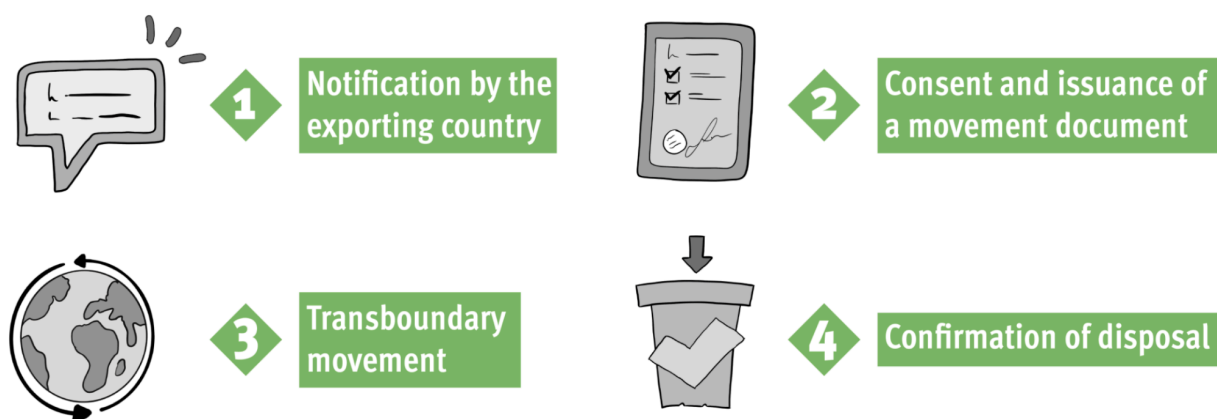 1
Notification by the
exporting country
2
Consent and issuance of
a movement document
3
Transboundary
movement
4
Confirmation of disposal